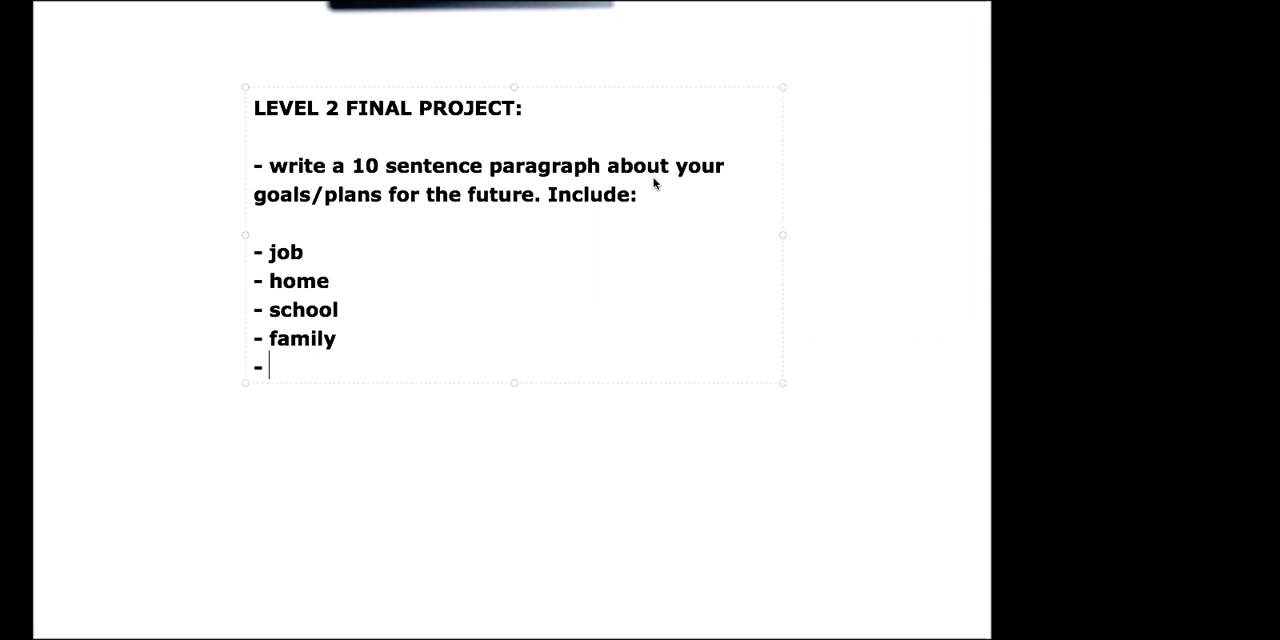 LEVEL 2 FINAL PROJECT:
- write a 10 sentence paragraph about your
goals/plans for the future. Include:
- job
- home
- school
- family
-